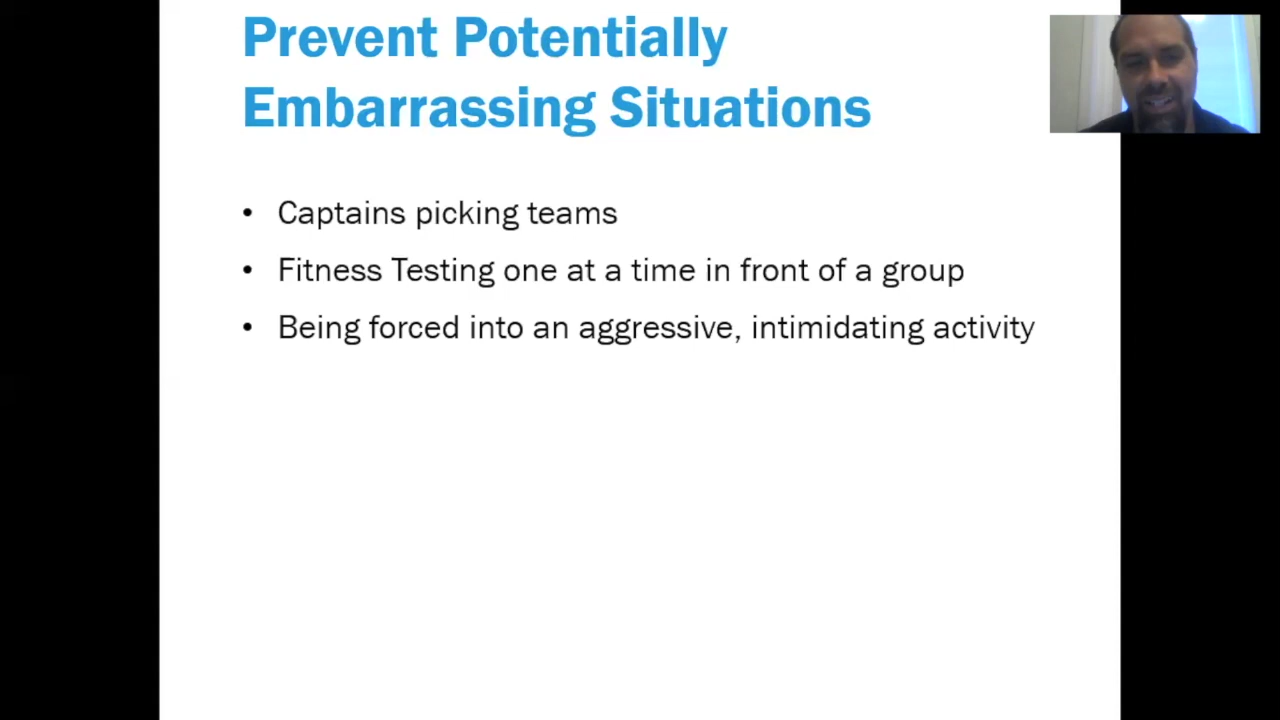 Prevent Potentially
Embarrassing Situations
• Captains picking teams
• Fitness Testing one at a time in front of a group
• Being forced into an aggressive, intimidating activity